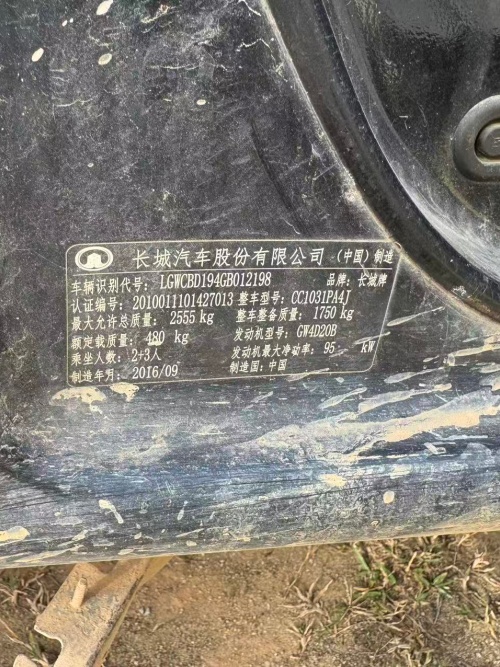 长城汽车股份有限公司 (中国) 制造
车辆识别代号: LGWCBD194GB012198 品牌: 长城牌
认证编号: 2010011101427013 整车型号: CC1031PA4J
最大允许总质量: 2555 kg 整车整备质量: 1750 kg
额定载质量: 480 kg 发动机型号: GW4D20B
乘坐人数: 2+3人 发动机最大净功率: 95 kW
制造年月: 2016/09 制造国: 中国